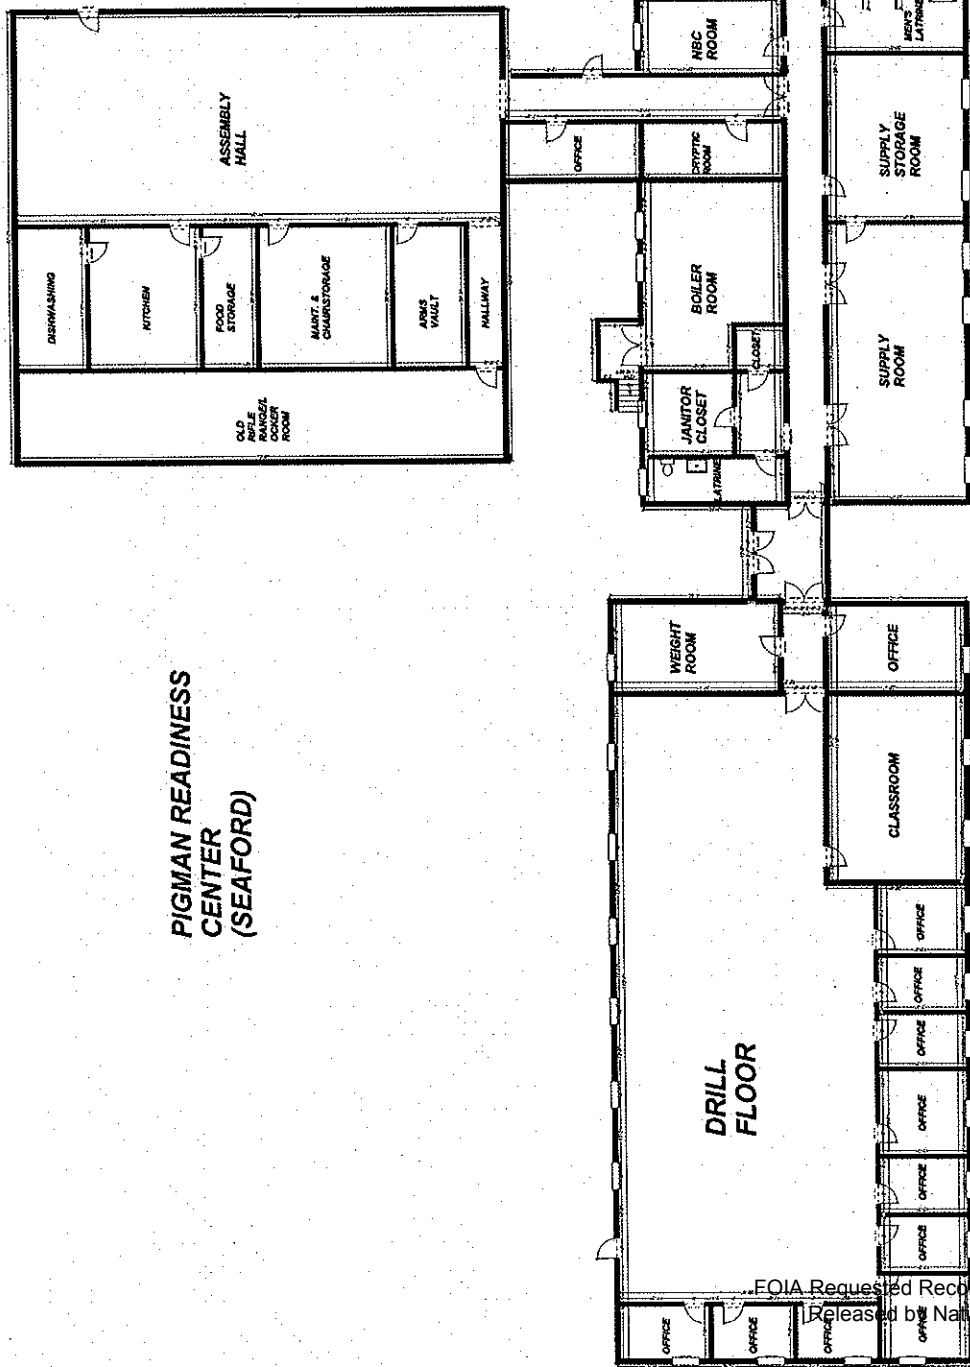 MEN'S
LATRINE
NBC
ROOM
ASSEMBLY
HALL
OFFICE
CRYPTIC
ROOM
SUPPLY
STORAGE
ROOM
DISHWASHING
KITCHEN
FOOD
STORAGE
MAINT. &
CHAIR/STORAGE
ARMS
VAULT
HALLWAY
BOILER
ROOM
CLOSET
SUPPLY
ROOM
OLD
RIFLE
RANGE/L
OCKER
ROOM
JANITOR
CLOSET
LATRINE
WEIGHT
ROOM
OFFICE
PIGMAN READINESS
CENTER
(SEAFORD)
CLASSROOM
OFFICE
OFFICE
OFFICE
DRILL
FLOOR
OFFICE
OFFICE
OFFICE
FOIA Requested Reco
Released by Nat
OFFICE
OFFICE
OFFICE
OFFICE